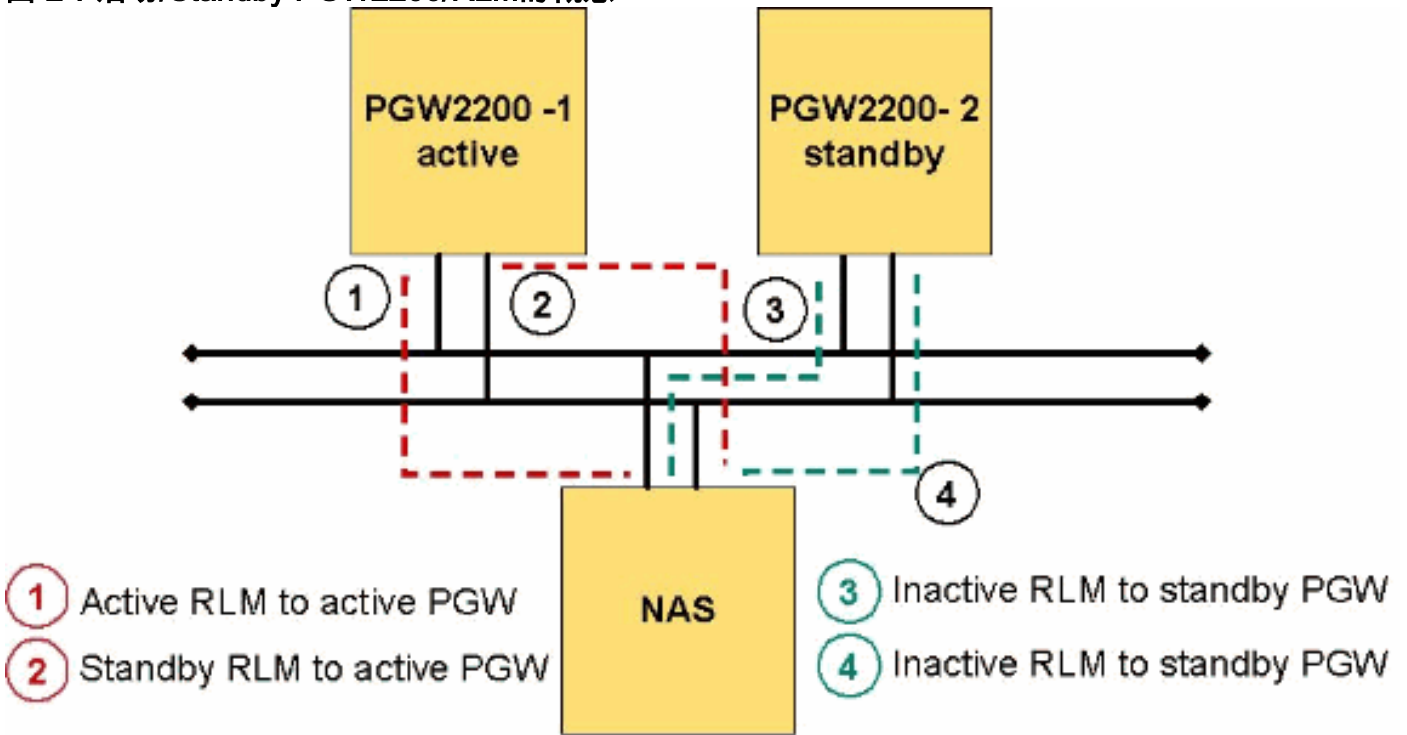 PGW2200 -1
active
PGW2200- 2
standby
1
2
3
4
NAS
1 Active RLM to active PGW
2 Standby RLM to active PGW
3 Inactive RLM to standby PGW
4 Inactive RLM to standby PGW